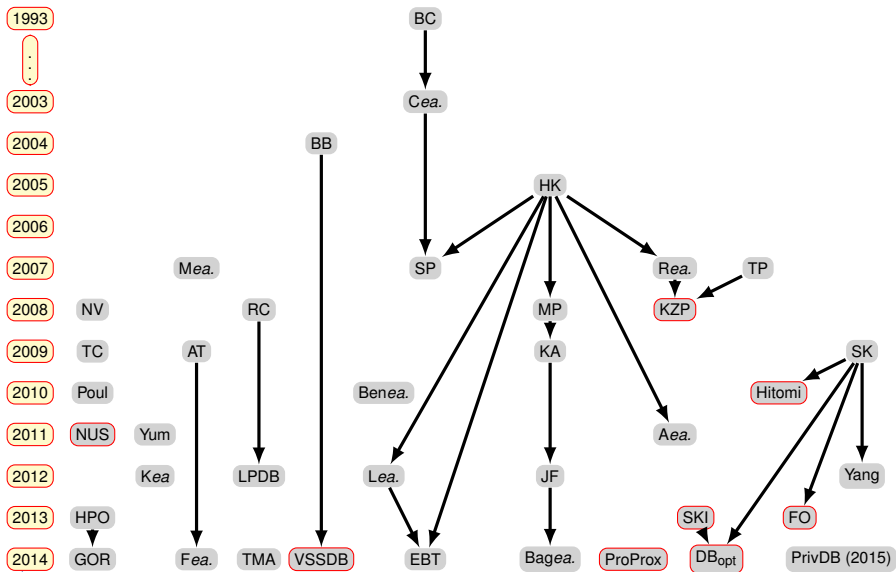 1993 BC
. . .
2003 Cea.
2004 BB
2005 HK
2006
2007 Mea. SP Rea. TP
2008 NV RC MP KZP
2009 TC AT KA SK
2010 Poul Benea. Hitomi
2011 NUS Yum Aea.
2012 Kea LPDB Lea. JF Yang
2013 HPO SKI FO
2014 GOR Fea. TMA VSSDB EBT Bagea. ProProx DBopt PrivDB (2015)